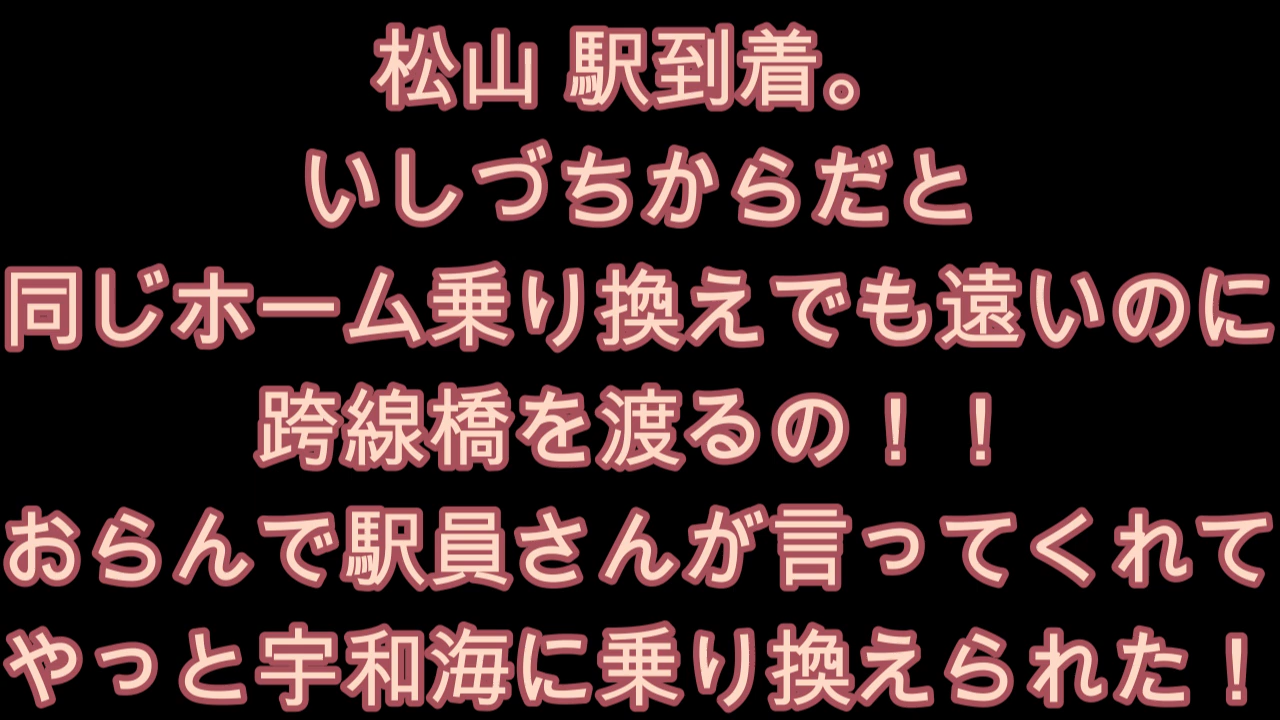 松山 駅到着。
いしづちからだと
同じホーム乗り換えでも遠いのに
跨線橋を渡るの！！
おらんで駅員さんが言ってくれて
やっと宇和海に乗り換えられた！